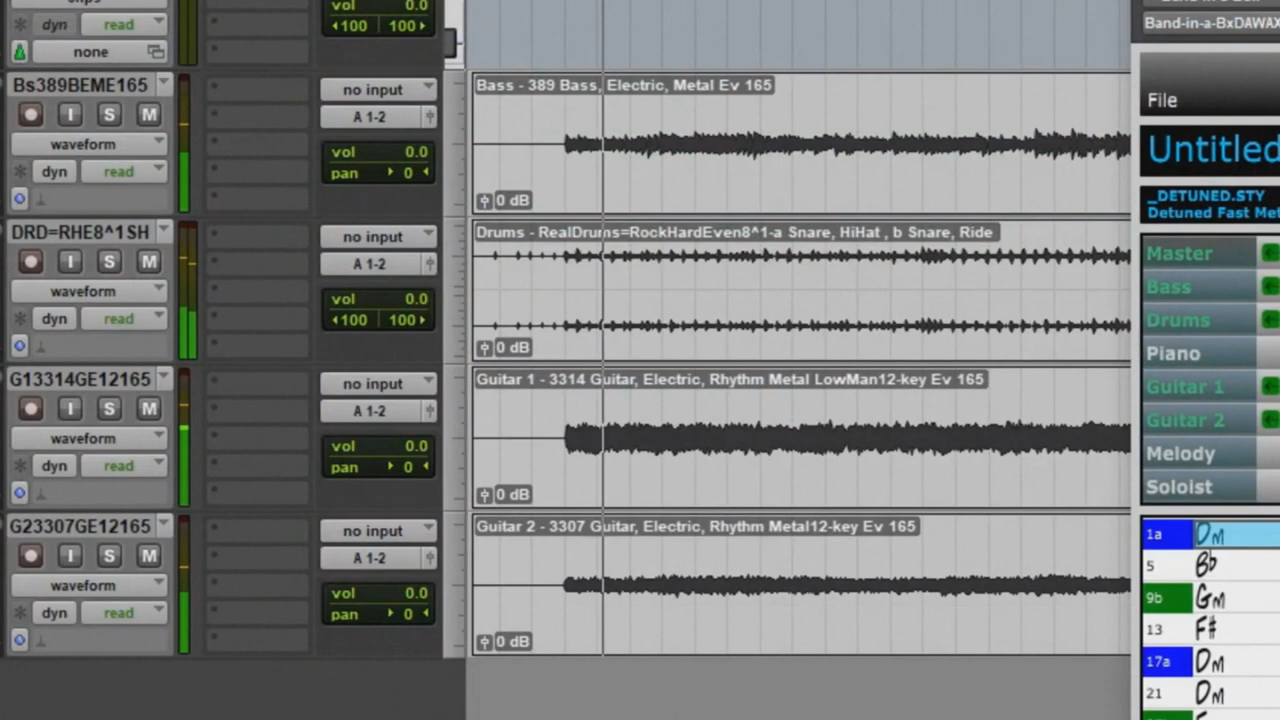 vol 0.0
100 100
dyn read
none
Bs389BEME165
I S M
waveform
dyn read
no input
A 1-2
vol 0.0
pan 0
Bass - 389 Bass, Electric, Metal Ev 165
0 dB
DRD=RHE8^1SH
I S M
waveform
dyn read
no input
A 1-2
vol 0.0
100 100
Drums - RealDrums=RockHardEven8^1-a Snare, HiHat , b Snare, Ride
0 dB
G13314GE12165
I S M
waveform
dyn read
no input
A 1-2
vol 0.0
pan 0
Guitar 1 - 3314 Guitar, Electric, Rhythm Metal LowMan12-key Ev 165
0 dB
G23307GE12165
I S M
waveform
dyn read
no input
A 1-2
vol 0.0
pan 0
Guitar 2 - 3307 Guitar, Electric, Rhythm Metal12-key Ev 165
0 dB
Band-in-a-BxDAWAX
File
Untitled
_DETUNED.STY
Detuned Fast Me
Master
Bass
Drums
Piano
Guitar 1
Guitar 2
Melody
Soloist
1a Dm
5 Bb
9b Gm
13 F#
17a Dm
21 Dm